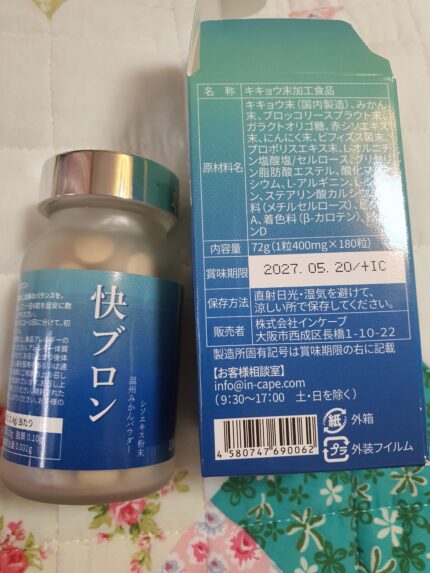 快ブロン
シソエキス粉末
温州みかんパウダー
名 称 キキョウ末加工食品
原材料名
キキョウ末(国内製造)、みかん
末、ブロッコリースプラウト末、
ガラクトオリゴ糖、赤シソエキス
末、にんにく末、ビフィズス菌末、
プロポリスエキス末、L-オルニチ
ン塩酸塩/セルロース、グリセリ
ン脂肪酸エステル、酸化
シウム、L-アルギニン、L-
ン、ステアリン酸カルシウ
料(メチルセルロース)、ビ
A、着色料(β-カロテン)、ビ
ンD
内容量 72g(1粒400mg×180粒)
賞味期限 2027.05.20/+IC
保存方法 直射日光・湿気を避けて、
涼しい所で保存してください。
販売者 株式会社インケープ
大阪市西成区長橋1-10-22
製造所固有記号は賞味期限の右に記載
【お客様相談室】
info@in-cape.com
(9:30〜17:00 土・日を除く)
4 580747 690062
紙 外箱
プラ 外装フイルム